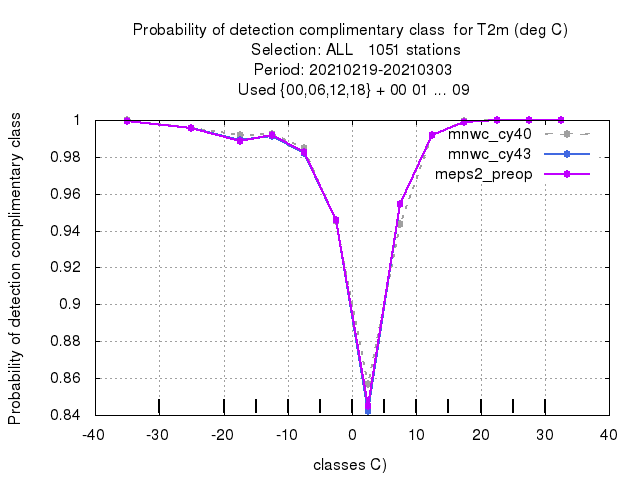 Probability of detection complimentary class  for T2m (deg C)
Selection: ALL   1051 stations
Period: 20210219-20210303
Used {00,06,12,18} + 00 01 ... 09
Probability of detection complimentary class
1
0.98
0.96
0.94
0.92
0.9
0.88
0.86
0.84
mnwc_cy40
mnwc_cy43
meps2_preop
-40 -30 -20 -10 0 10 20 30 40
classes C)